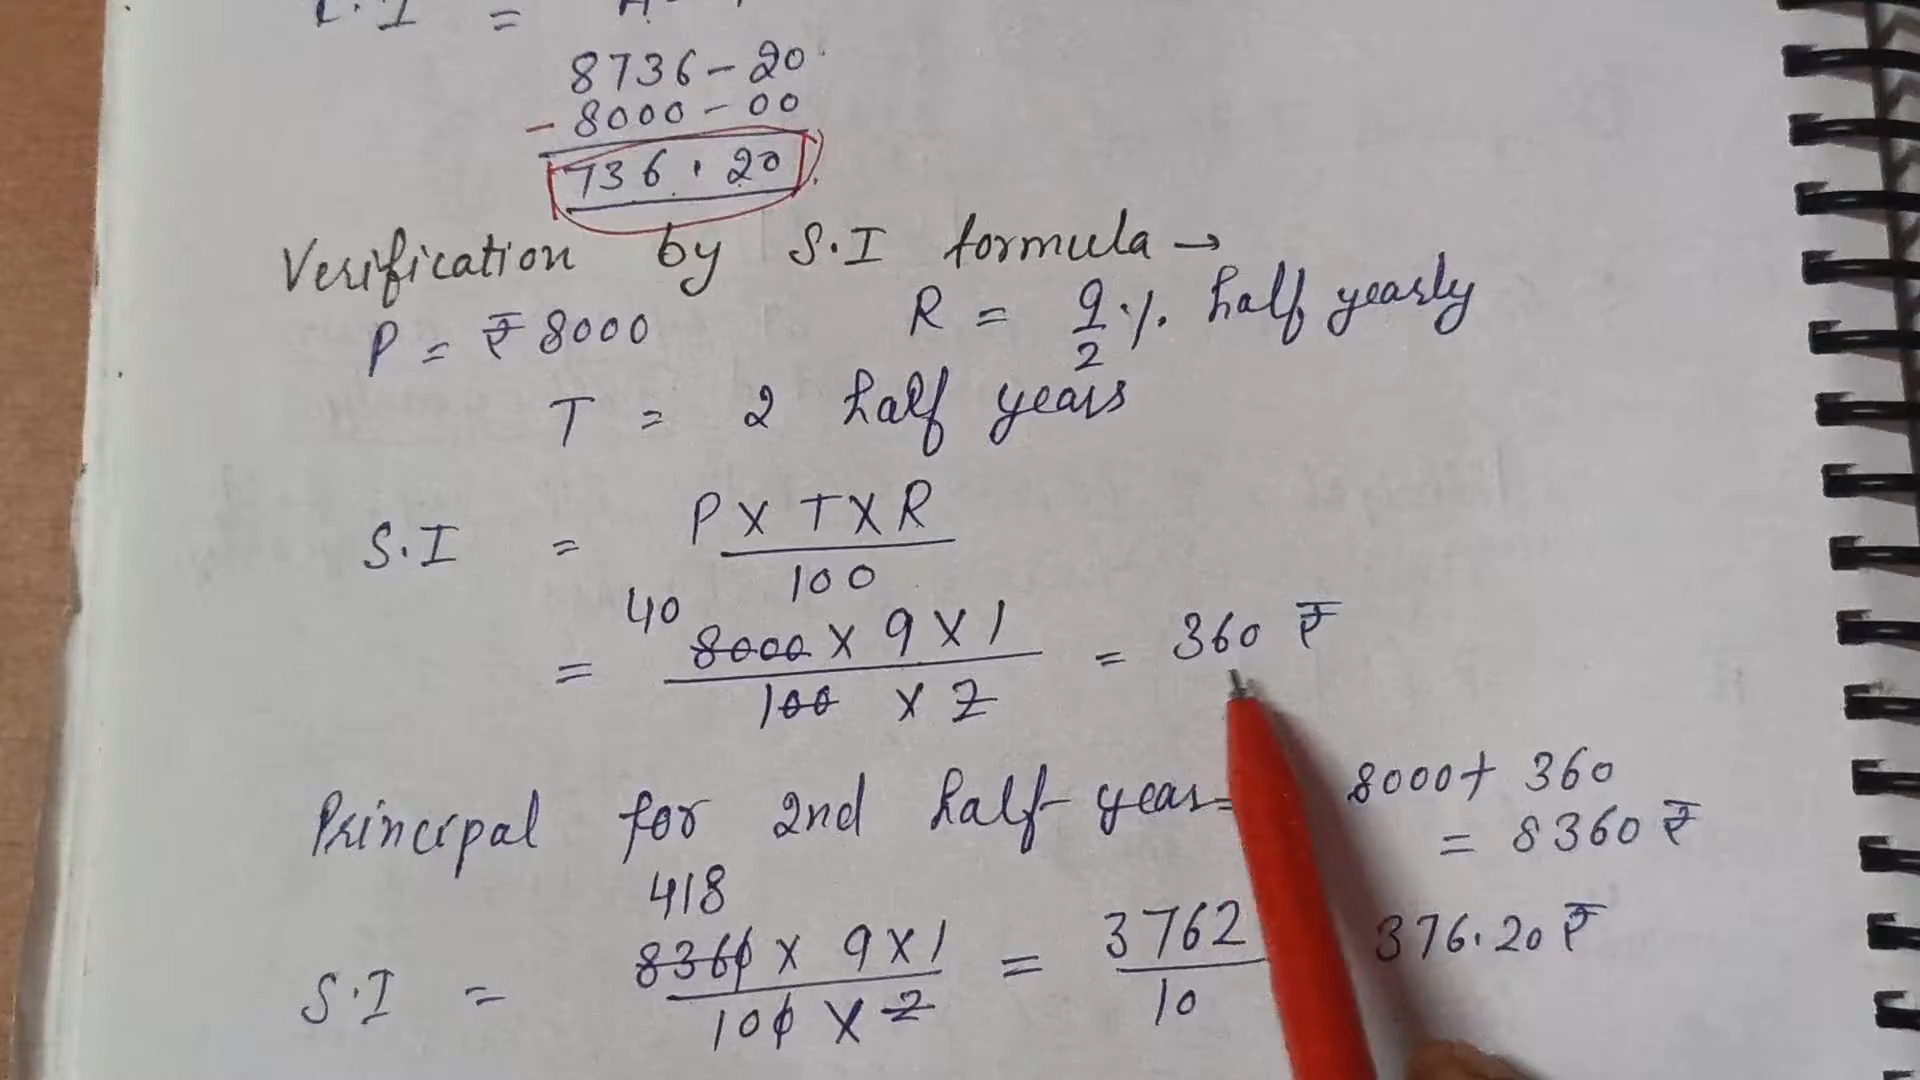 8736-20
- 8000-00
736.20
Verification by S.I formula →
P = ₹ 8000 R = 9/2 % half yearly
T = 2 half years
S.I = P X T X R / 100
= 40 8000 X 9 X 1 / 100 X 2 = 360 ₹
Principal for 2nd half year = 8000 + 360
= 8360 ₹
418
S.I = 8360 X 9 X 1 / 100 X 2 = 3762 / 10 376.20 ₹